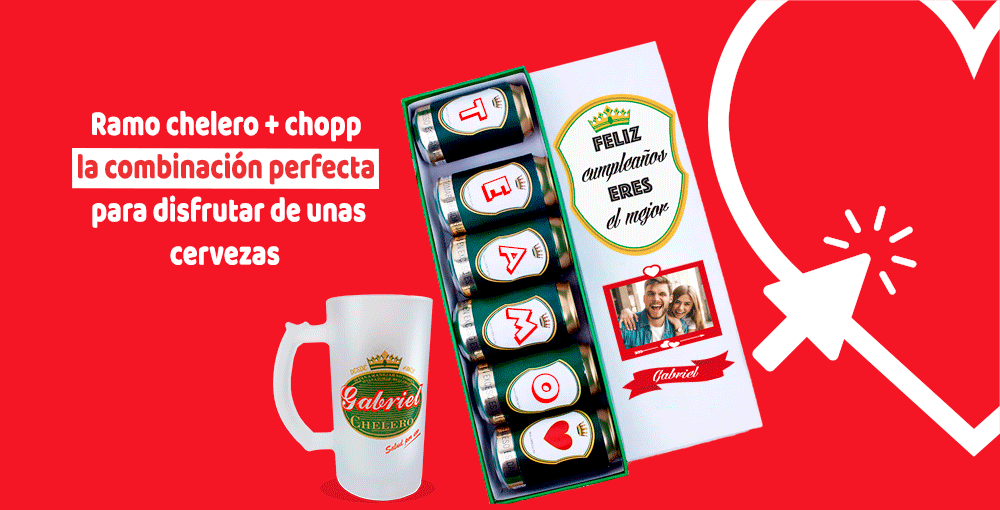 Ramo chelero + chopp
la combinación perfecta
para disfrutar de unas
cervezas
T
E
A
M
O
FELIZ
cumpleaños
ERES
el mejor
Gabriel
DESDE
Gabriel
CHELERO